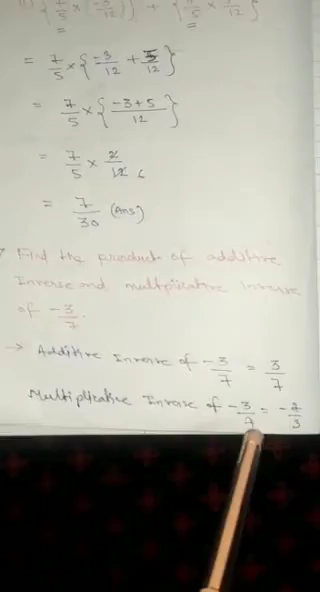 = 7/5 × { -3/12 + 5/12 }
= 7/5 × { -3+5/12 }
= 7/5 × 2/12 6
= 7/30 (Ans)
Find the product of additive
Inverse and multiplicative inverse
of -3/7.
→ Additive Inverse of -3/7 = 3/7
Multiplicative Inverse of -3/7 = -7/3